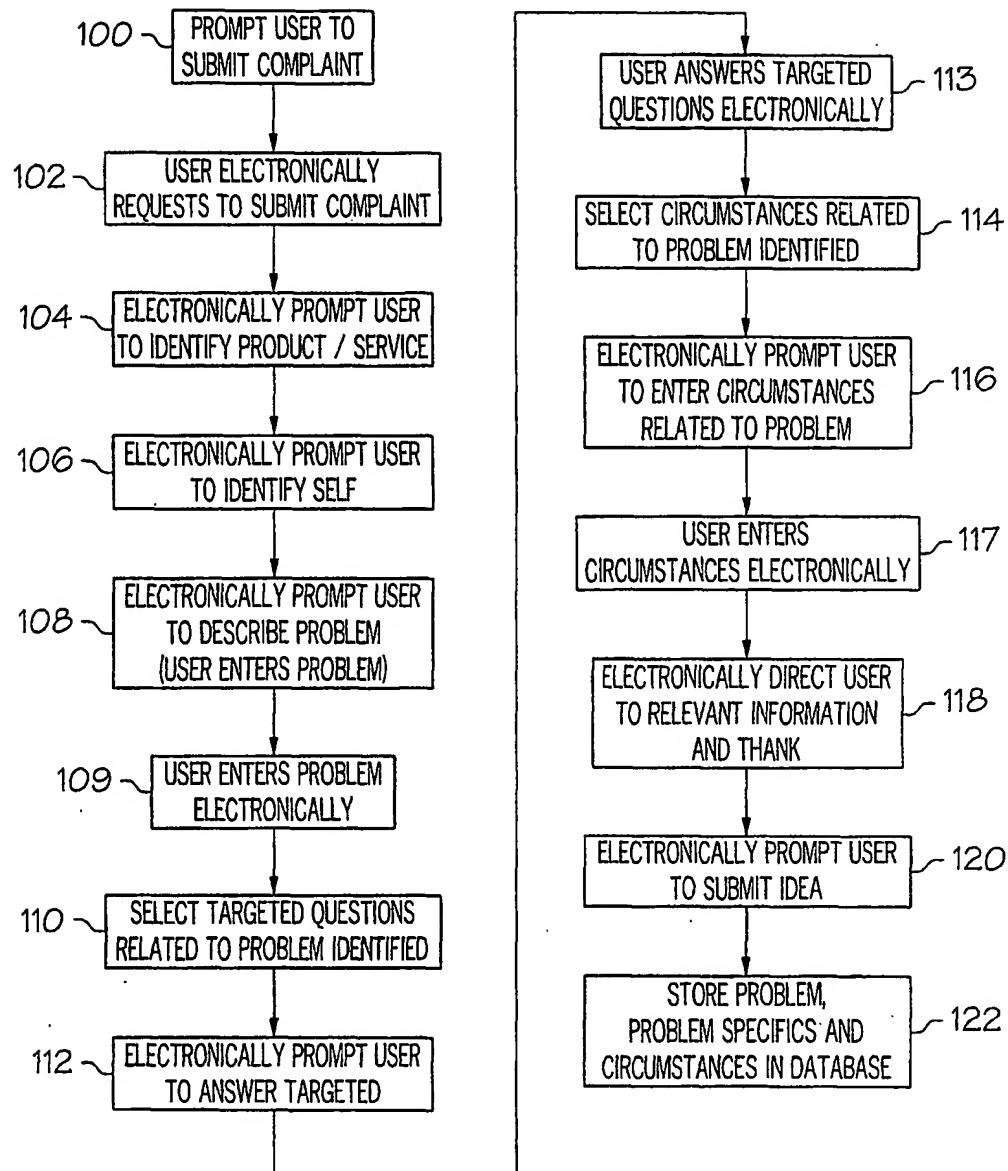 100
PROMPT USER TO
SUBMIT COMPLAINT
102
USER ELECTRONICALLY
REQUESTS TO SUBMIT COMPLAINT
104
ELECTRONICALLY PROMPT USER
TO IDENTIFY PRODUCT / SERVICE
106
ELECTRONICALLY PROMPT USER
TO IDENTIFY SELF
108
ELECTRONICALLY PROMPT USER
TO DESCRIBE PROBLEM
(USER ENTERS PROBLEM)
109
USER ENTERS PROBLEM
ELECTRONICALLY
110
SELECT TARGETED QUESTIONS
RELATED TO PROBLEM IDENTIFIED
112
ELECTRONICALLY PROMPT USER
TO ANSWER TARGETED
USER ANSWERS TARGETED
QUESTIONS ELECTRONICALLY
113
SELECT CIRCUMSTANCES RELATED
TO PROBLEM IDENTIFIED
114
ELECTRONICALLY PROMPT USER
TO ENTER CIRCUMSTANCES
RELATED TO PROBLEM
116
USER ENTERS
CIRCUMSTANCES ELECTRONICALLY
117
ELECTRONICALLY DIRECT USER
TO RELEVANT INFORMATION
AND THANK
118
ELECTRONICALLY PROMPT USER
TO SUBMIT IDEA
120
STORE PROBLEM,
PROBLEM SPECIFICS AND
CIRCUMSTANCES IN DATABASE
122